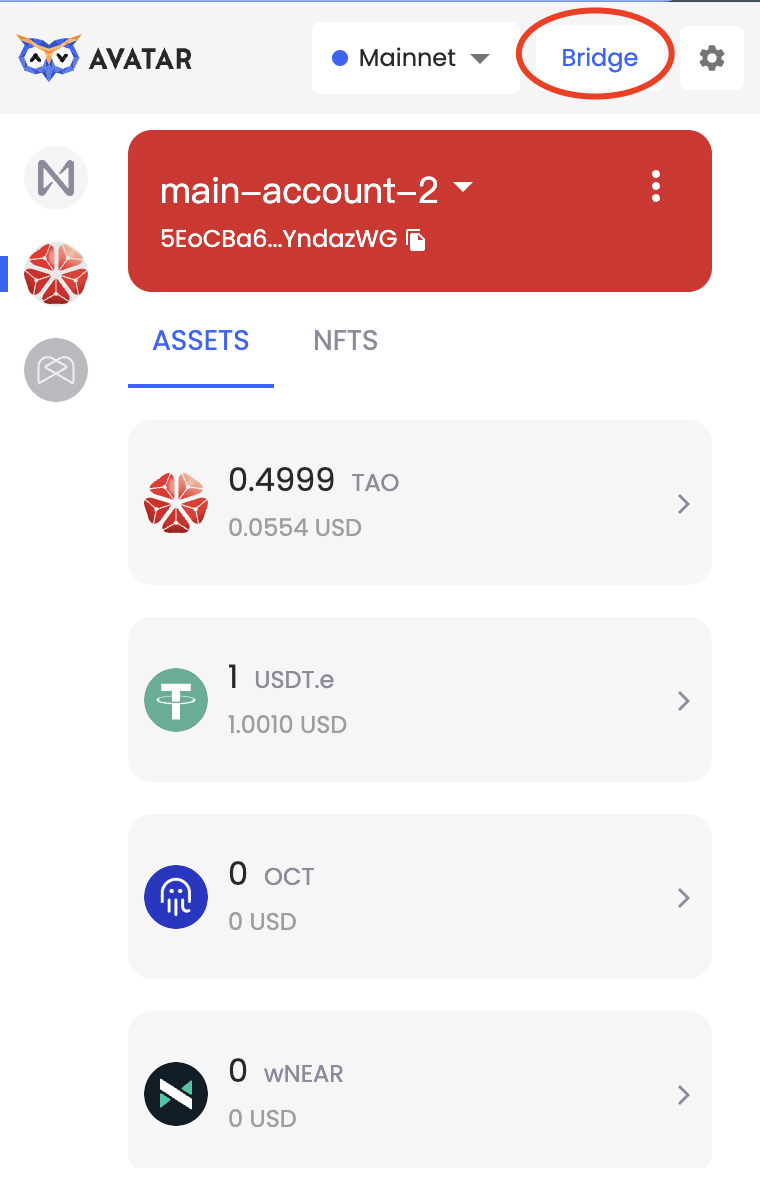 AVATAR
Mainnet
Bridge
main–account–2
5EoCBa6...YndazWG
ASSETS
NFTS
0.4999 TAO
0.0554 USD
1 USDT.e
1.0010 USD
0 OCT
0 USD
0 wNEAR
0 USD